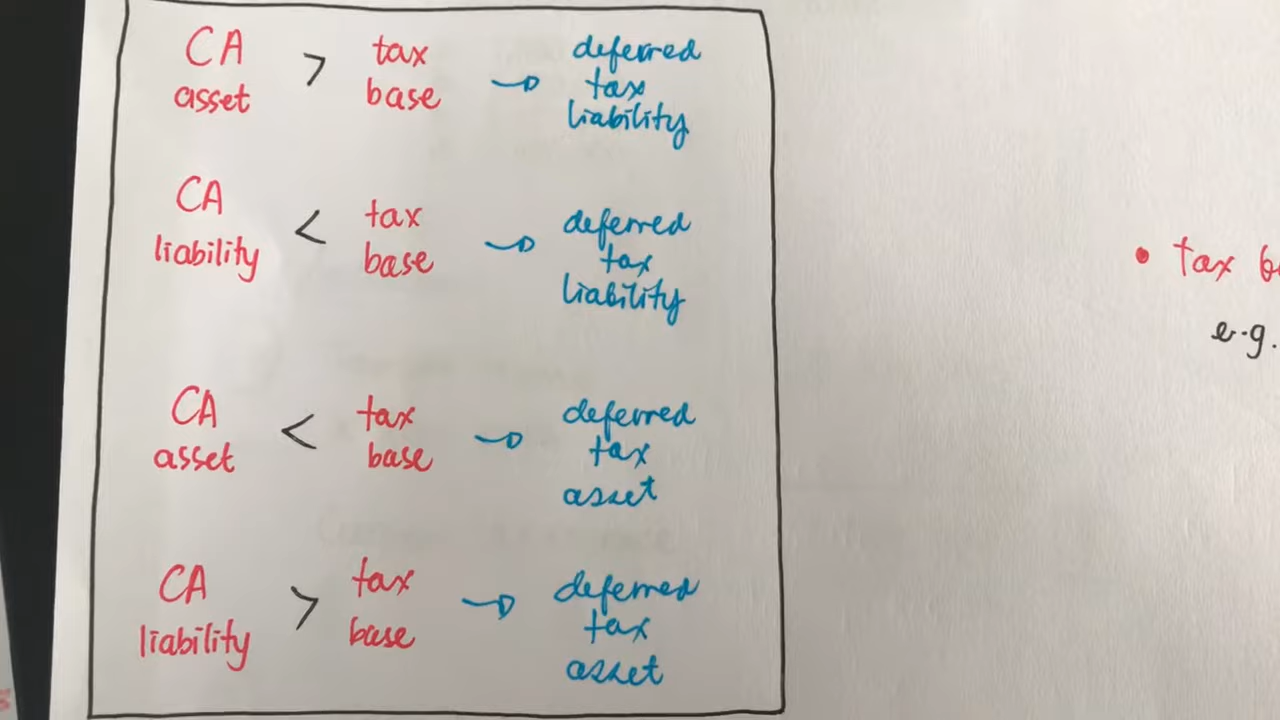 CA > tax deferred
asset base → tax
liability
CA < tax deferred
liability base → tax
liability
CA < tax deferred
asset base → tax
asset
CA > tax deferred
liability base → tax
asset
• tax
e.g.